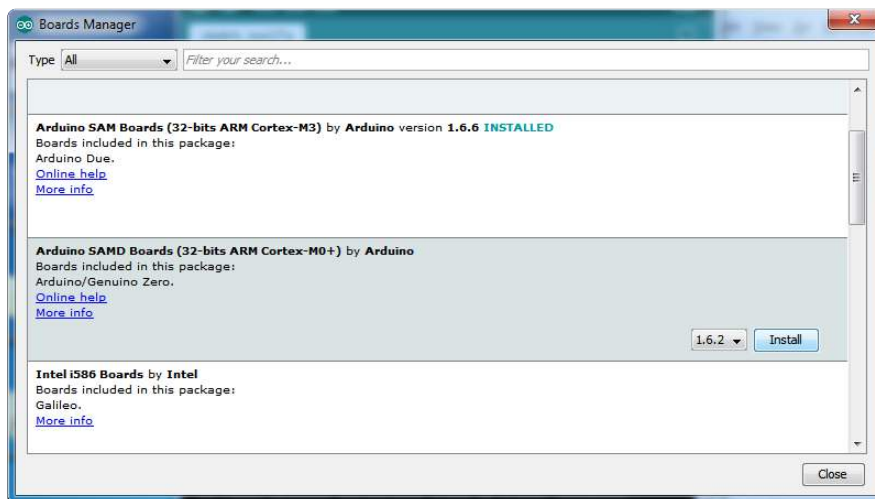 Boards Manager
Type All Filter your search...
Arduino SAM Boards (32-bits ARM Cortex-M3) by Arduino version 1.6.6 INSTALLED
Boards included in this package:
Arduino Due.
Online help
More info
Arduino SAMD Boards (32-bits ARM Cortex-M0+) by Arduino
Boards included in this package:
Arduino/Genuino Zero.
Online help
More info
1.6.2 Install
Intel i586 Boards by Intel
Boards included in this package:
Galileo.
More info
Close